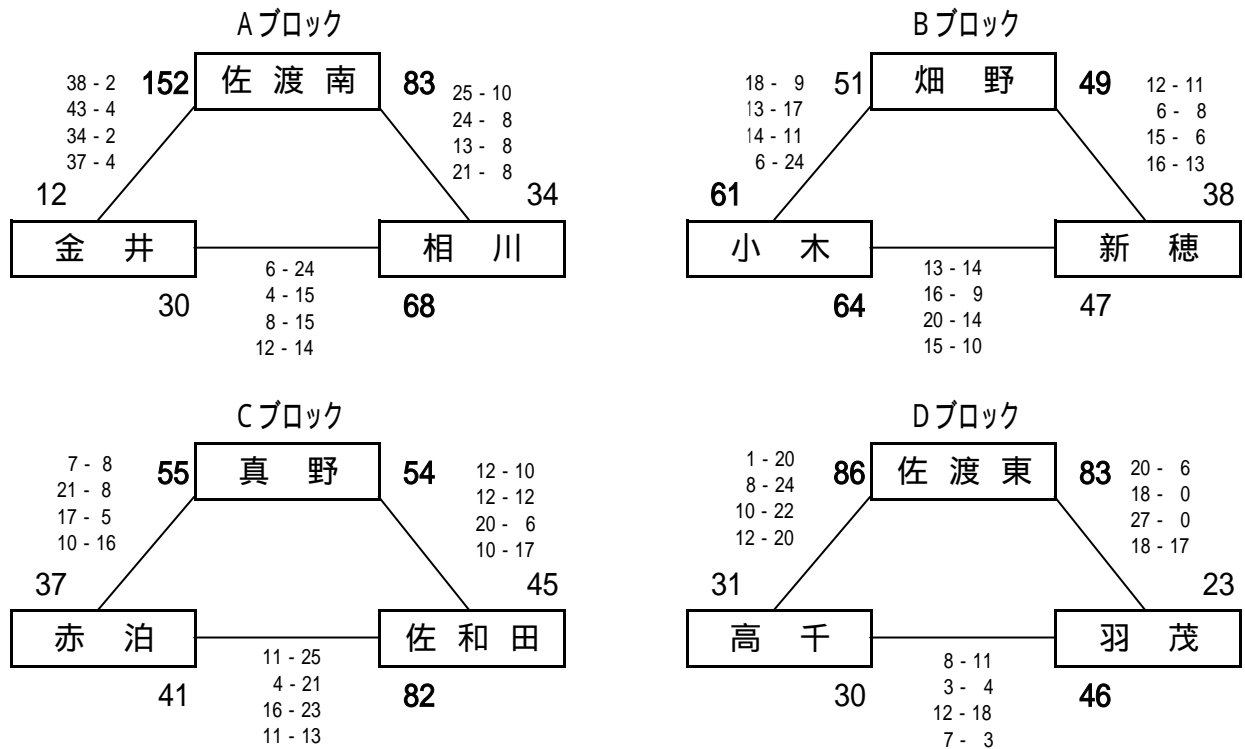 Aブロック
38 - 2
43 - 4
34 - 2
37 - 4
152 佐渡南 83
25 - 10
24 - 8
13 - 8
21 - 8
12
34
金井
相川
6 - 24
4 - 15
8 - 15
12 - 14
30
68
Bブロック
18 - 9
13 - 17
14 - 11
6 - 24
51 畑野 49
12 - 11
6 - 8
15 - 6
16 - 13
61
38
小木
新穂
13 - 14
16 - 9
20 - 14
15 - 10
64
47
Cブロック
7 - 8
21 - 8
17 - 5
10 - 16
55 真野 54
12 - 10
12 - 12
20 - 6
10 - 17
37
45
赤泊
佐和田
11 - 25
4 - 21
16 - 23
11 - 13
41
82
Dブロック
1 - 20
8 - 24
10 - 22
12 - 20
86 佐渡東 83
20 - 6
18 - 0
27 - 0
18 - 17
31
23
高千
羽茂
8 - 11
3 - 4
12 - 18
7 - 3
30
46